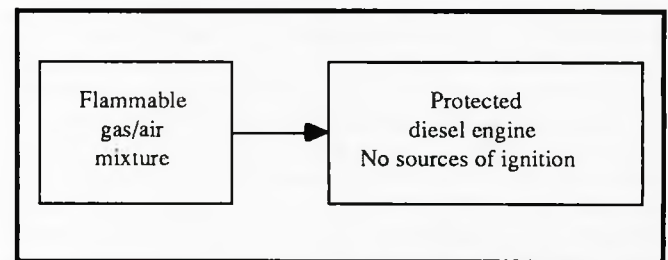 Flammable
gas/air
mixture
Protected
diesel engine
No sources of ignition